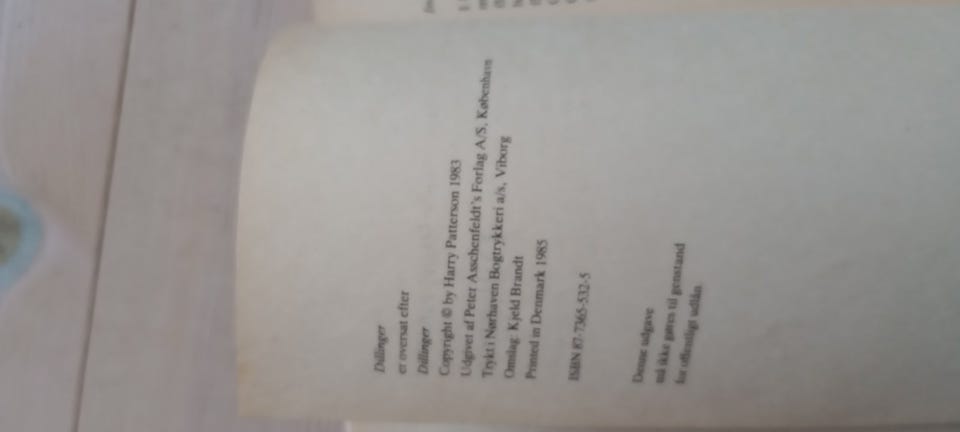 Dillinger
er oversat efter
Dillinger
Copyright © by Harry Patterson 1983
Udgivet af Peter Asschenfeldt's Forlag A/S, København
Trykt i Nørhaven Bogtrykkeri a/s, Viborg
Omslag: Kjeld Brandt
Printed in Denmark 1985
ISBN 87-7365-532-5
Denne udgave
må ikke gøres til genstand
for offentligt udlån.